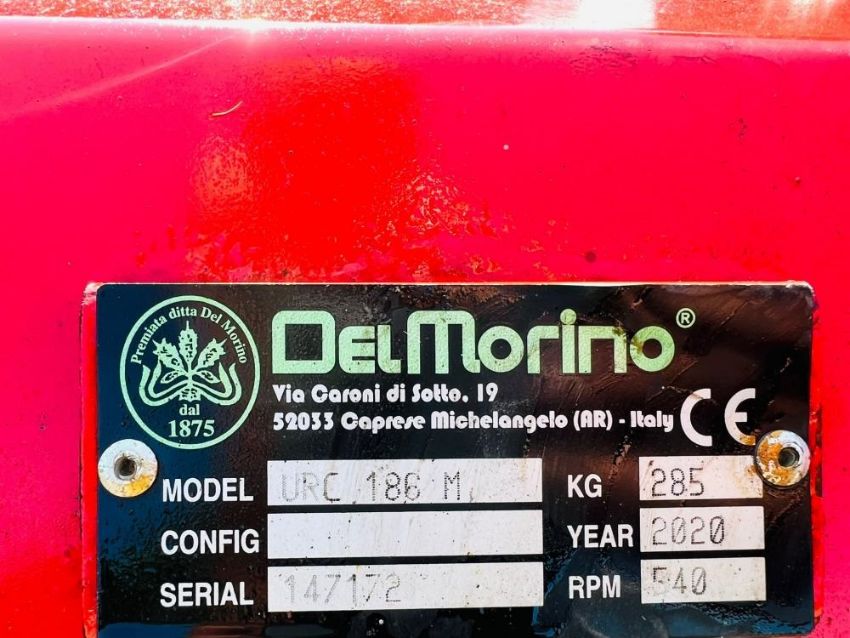 Premiata ditta Del Morino
dal
1875
DelMorino®
Via Caroni di Sotto, 19
52033 Caprese Michelangelo (AR) - Italy CE
MODEL URC 186 M KG 285
CONFIG YEAR 2020
SERIAL 147172 RPM 540